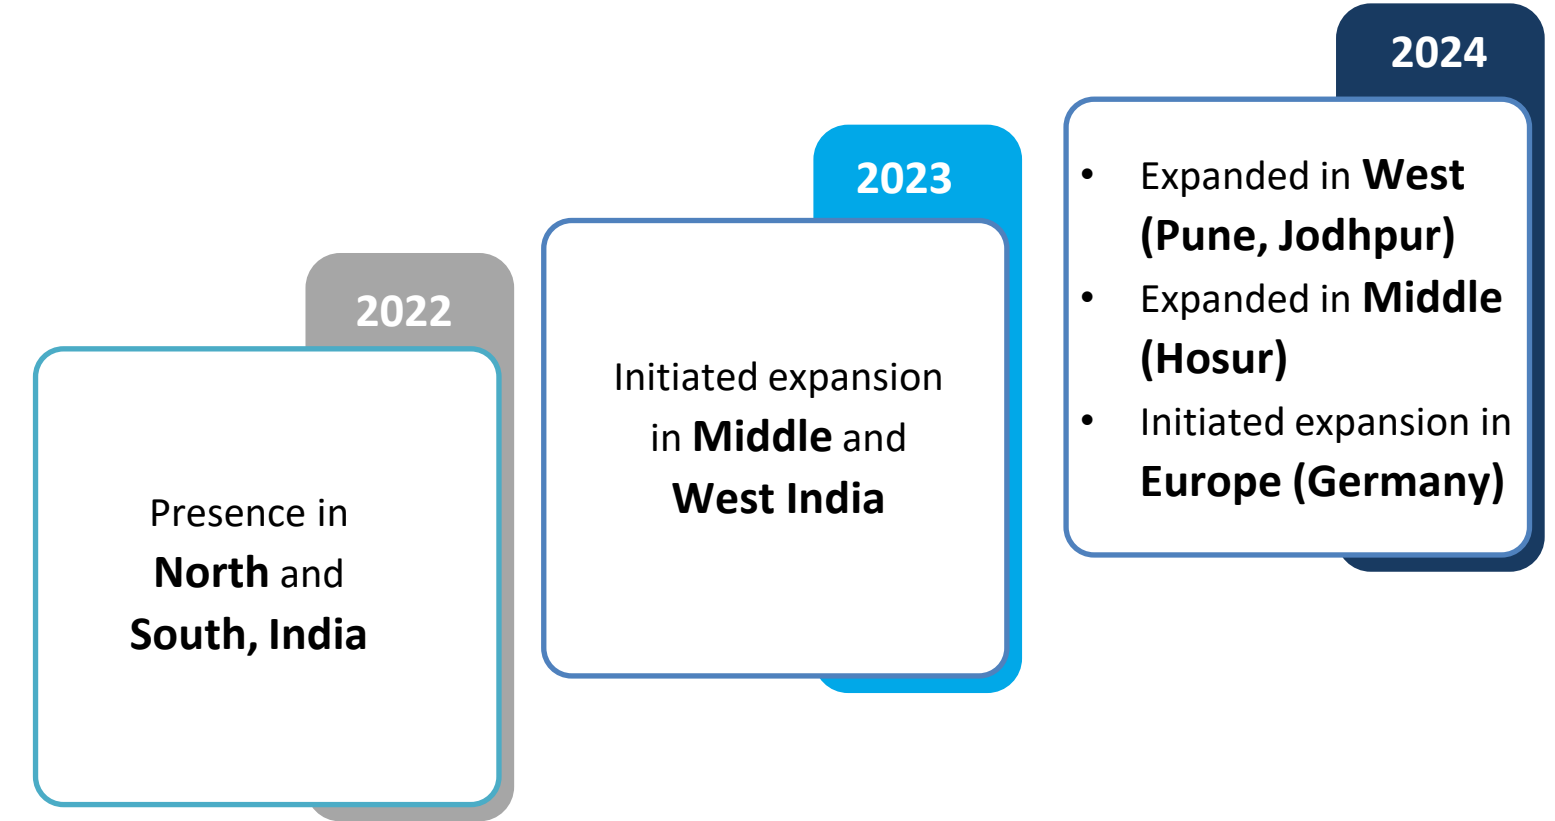 2022
Presence in
North and
South, India
2023
Initiated expansion
in Middle and
West India
2024
• Expanded in West
(Pune, Jodhpur)
• Expanded in Middle
(Hosur)
• Initiated expansion in
Europe (Germany)